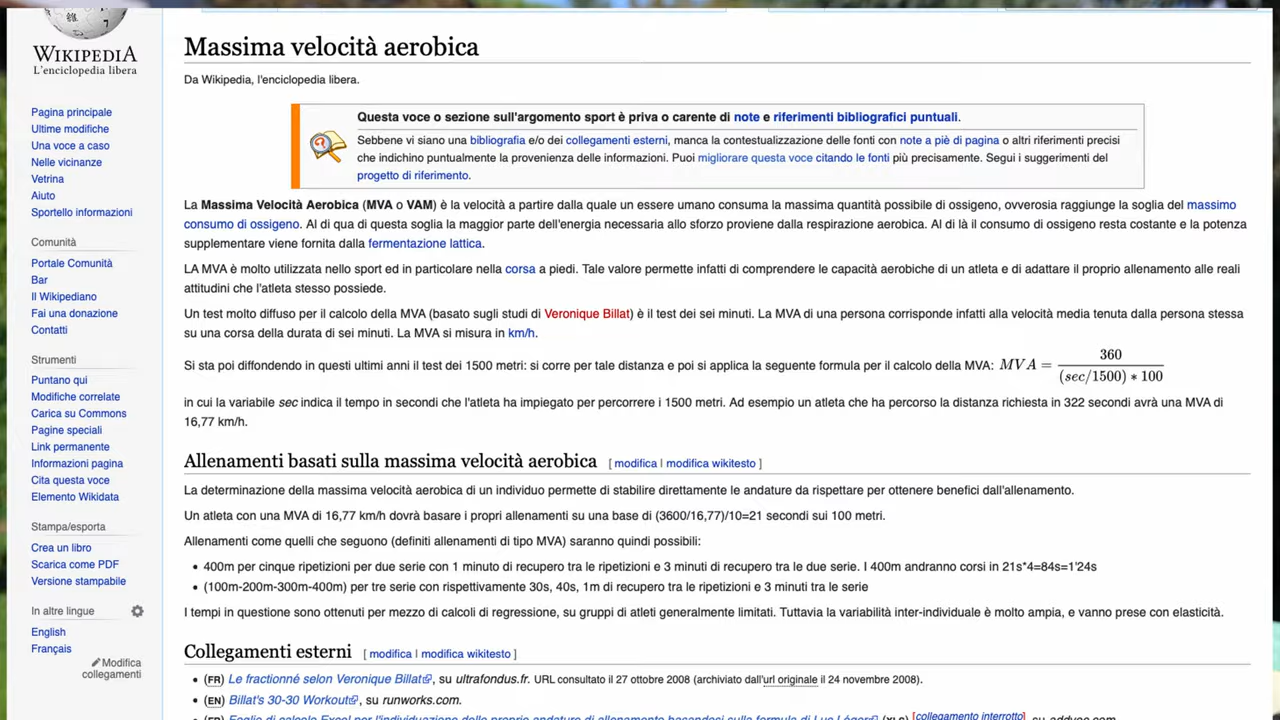 WIKIPEDIA
L'enciclopedia libera
Pagina principale
Ultime modifiche
Una voce a caso
Nelle vicinanze
Vetrina
Aiuto
Sportello informazioni
Comunità
Portale Comunità
Bar
Il Wikipediano
Fai una donazione
Contatti
Strumenti
Puntano qui
Modifiche correlate
Carica su Commons
Pagine speciali
Link permanente
Informazioni pagina
Cita questa voce
Elemento Wikidata
Stampa/esporta
Crea un libro
Scarica come PDF
Versione stampabile
In altre lingue
English
Français
Modifica
collegamenti
Massima velocità aerobica
Da Wikipedia, l'enciclopedia libera.
Questa voce o sezione sull'argomento sport è priva o carente di note e riferimenti bibliografici puntuali.
Sebbene vi siano una bibliografia e/o dei collegamenti esterni, manca la contestualizzazione delle fonti con note a piè di pagina o altri riferimenti precisi
che indichino puntualmente la provenienza delle informazioni. Puoi migliorare questa voce citando le fonti più precisamente. Segui i suggerimenti del
progetto di riferimento.
La Massima Velocità Aerobica (MVA o VAM) è la velocità a partire dalla quale un essere umano consuma la massima quantità possibile di ossigeno, ovverosia raggiunge la soglia del massimo
consumo di ossigeno. Al di qua di questa soglia la maggior parte dell'energia necessaria allo sforzo proviene dalla respirazione aerobica. Al di là il consumo di ossigeno resta costante e la potenza
supplementare viene fornita dalla fermentazione lattica.
LA MVA è molto utilizzata nello sport ed in particolare nella corsa a piedi. Tale valore permette infatti di comprendere le capacità aerobiche di un atleta e di adattare il proprio allenamento alle reali
attitudini che l'atleta stesso possiede.
Un test molto diffuso per il calcolo della MVA (basato sugli studi di Veronique Billat) è il test dei sei minuti. La MVA di una persona corrisponde infatti alla velocità media tenuta dalla persona stessa
su una corsa della durata di sei minuti. La MVA si misura in km/h.
Si sta poi diffondendo in questi ultimi anni il test dei 1500 metri: si corre per tale distanza e poi si applica la seguente formula per il calcolo della MVA: MVA = 360 / (sec/1500) * 100
in cui la variabile sec indica il tempo in secondi che l'atleta ha impiegato per percorrere i 1500 metri. Ad esempio un atleta che ha percorso la distanza richiesta in 322 secondi avrà una MVA di
16,77 km/h.
Allenamenti basati sulla massima velocità aerobica [ modifica | modifica wikitesto ]
La determinazione della massima velocità aerobica di un individuo permette di stabilire direttamente le andature da rispettare per ottenere benefici dall'allenamento.
Un atleta con una MVA di 16,77 km/h dovrà basare i propri allenamenti su una base di (3600/16,77)/10=21 secondi sui 100 metri.
Allenamenti come quelli che seguono (definiti allenamenti di tipo MVA) saranno quindi possibili:
• 400m per cinque ripetizioni per due serie con 1 minuto di recupero tra le ripetizioni e 3 minuti di recupero tra le due serie. I 400m andranno corsi in 21s*4=84s=1'24s
• (100m-200m-300m-400m) per tre serie con rispettivamente 30s, 40s, 1m di recupero tra le ripetizioni e 3 minuti tra le serie
I tempi in questione sono ottenuti per mezzo di calcoli di regressione, su gruppi di atleti generalmente limitati. Tuttavia la variabilità inter-individuale è molto ampia, e vanno prese con elasticità.
Collegamenti esterni [ modifica | modifica wikitesto ]
• (FR) Le fractionné selon Veronique Billat, su ultrafondus.fr. URL consultato il 27 ottobre 2008 (archiviato dall'url originale il 24 novembre 2008).
• (EN) Billat's 30-30 Workout, su runworks.com.
• (FR) Foglio di calcolo Excel per l'individuazione delle proprie andature di allenamento basandosi sulla formula di Luc Léger (XLS) [collegamento interrotto], su addvec.com.